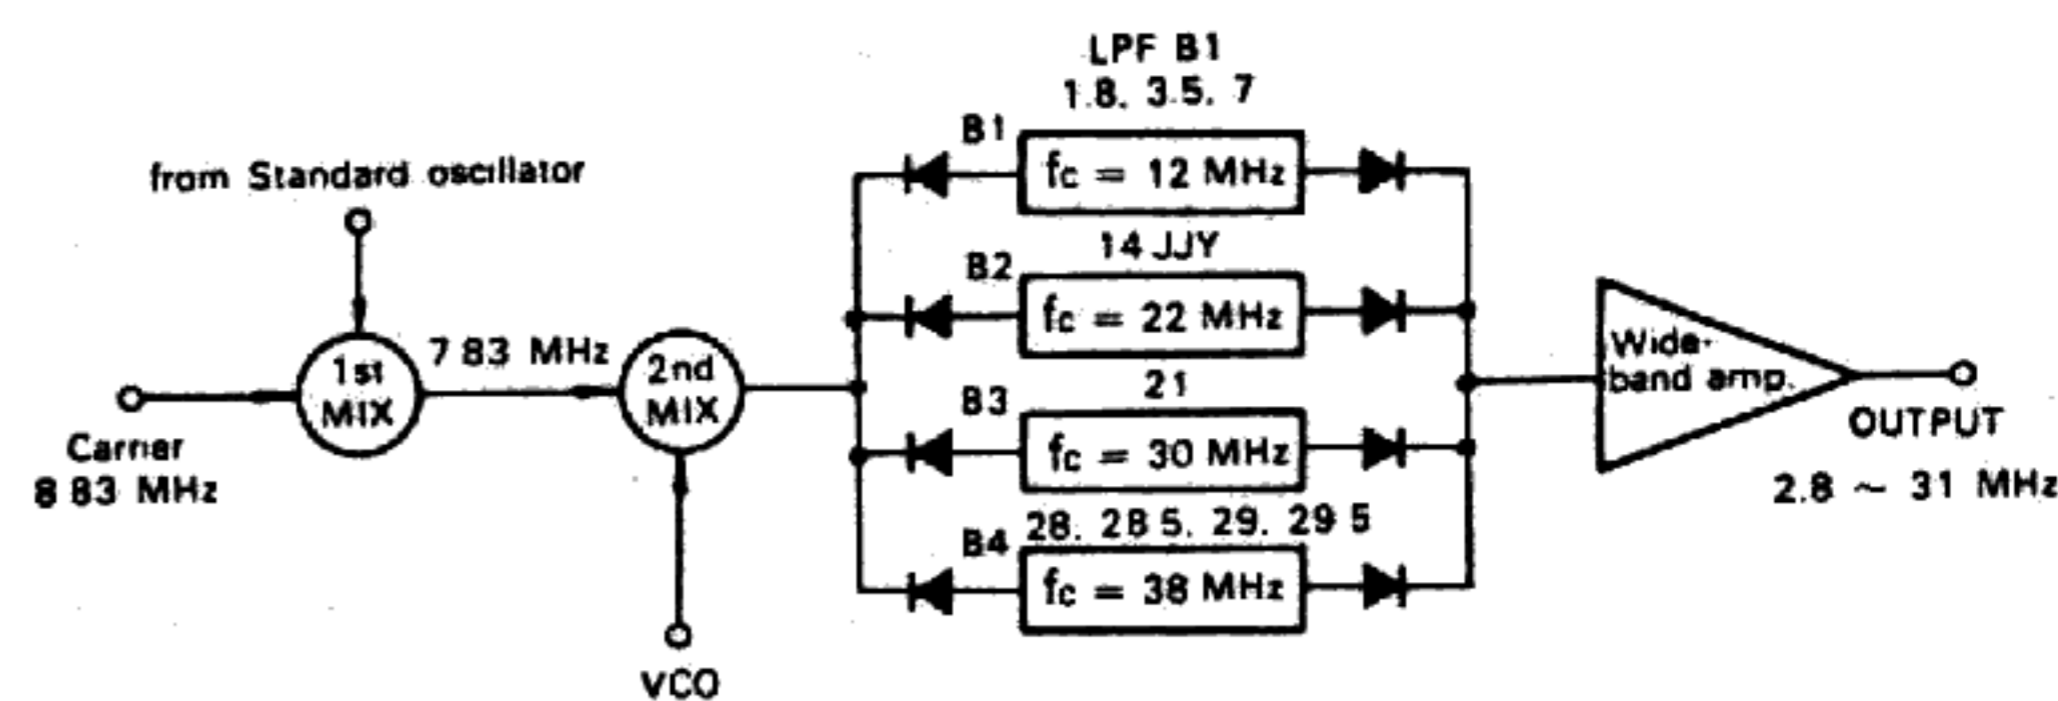 LPF B1
1.8. 3.5. 7
B1
fc = 12 MHz
from Standard oscillator
14 JJY
B2
fc = 22 MHz
1st
MIX
7 83 MHz
2nd
MIX
Wide-
band amp.
21
B3
fc = 30 MHz
Carrier
8 83 MHz
OUTPUT
2.8 ~ 31 MHz
28. 28 5. 29. 29 5
B4
fc = 38 MHz
VCO